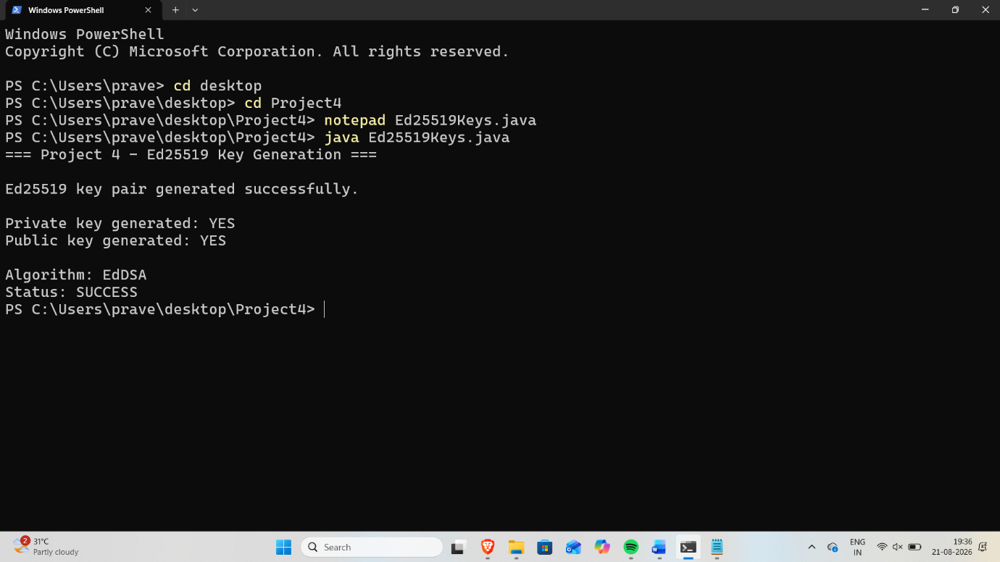 Windows PowerShell
Windows PowerShell
Copyright (C) Microsoft Corporation. All rights reserved.
PS C:\Users\prave> cd desktop
PS C:\Users\prave\desktop> cd Project4
PS C:\Users\prave\desktop\Project4> notepad Ed25519Keys.java
PS C:\Users\prave\desktop\Project4> java Ed25519Keys.java
=== Project 4 - Ed25519 Key Generation ===
Ed25519 key pair generated successfully.
Private key generated: YES
Public key generated: YES
Algorithm: EdDSA
Status: SUCCESS
PS C:\Users\prave\desktop\Project4>
2
31°C
Partly cloudy
Search
ENG
IN
19:36
21-08-2026